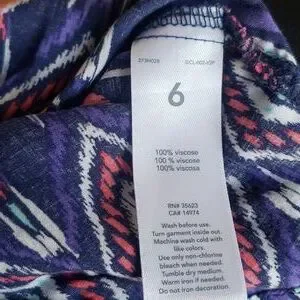 6
100% viscose
100 % viscose
100% viscosa
RN# 35623
CA# 14974
Wash before use.
Turn garment inside out.
Machine wash cold with
like colors.
Use only non-chlorine
bleach when needed.
Tumble dry medium.
Warm iron if needed.
Do not iron decoration.